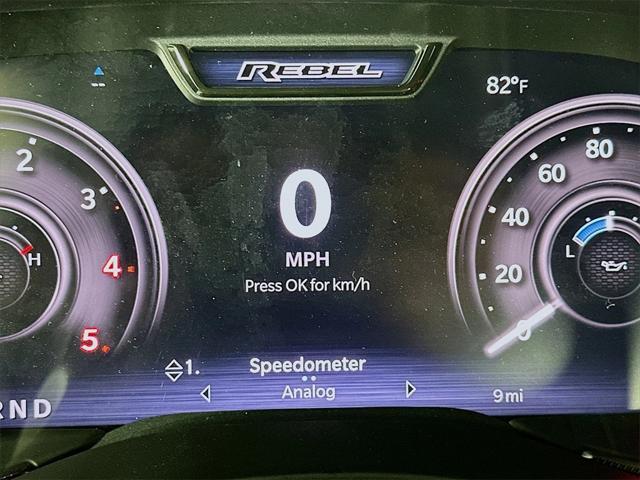 REBEL
82°F
2
3
4
5
H
0
MPH
Press OK for km/h
80
60
40
20
0
L
1.
Speedometer
Analog
RND
9 mi